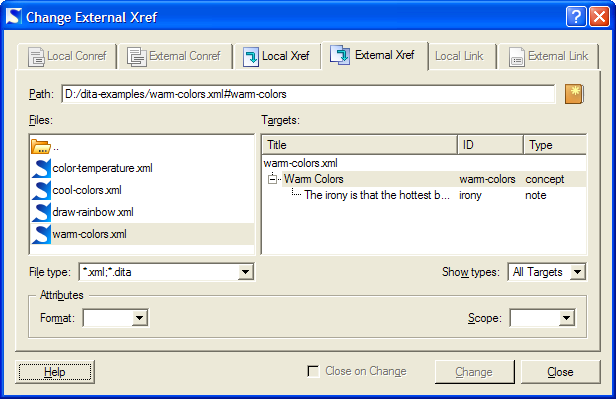 Change External Xref
Local Conref External Conref Local Xref External Xref Local Link External Link
Path: D:/dita-examples/warm-colors.xml#warm-colors
Files: Targets:
..
color-temperature.xml
cool-colors.xml
draw-rainbow.xml
warm-colors.xml
Title ID Type
warm-colors.xml
Warm Colors warm-colors concept
The irony is that the hottest b... irony note
File type: *.xml;*.dita Show types: All Targets
Attributes
Format: Scope:
Help Close on Change Change Close